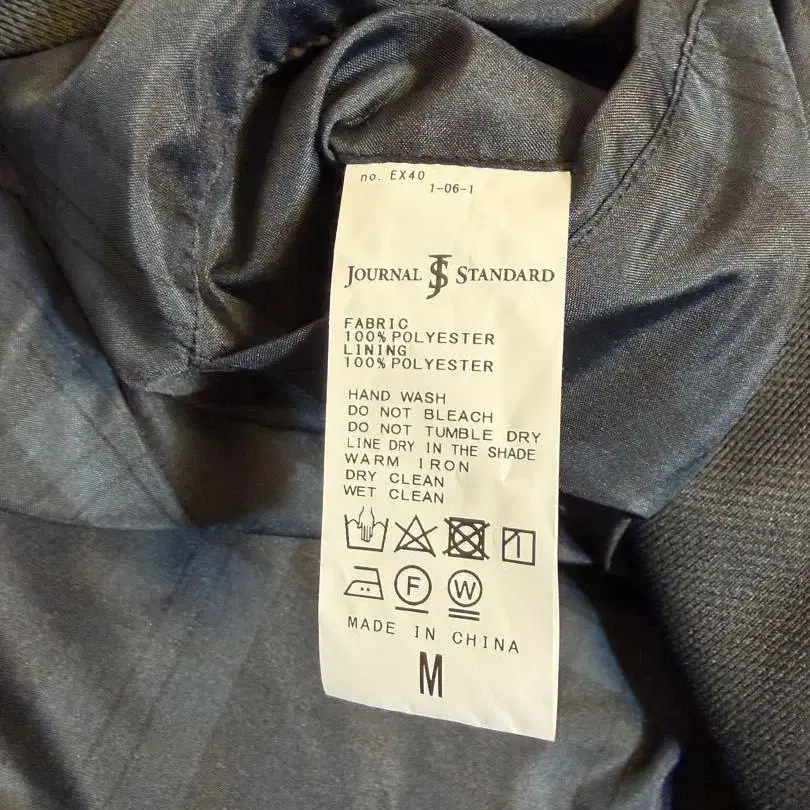 no. EX40
1-06-1
JOURNAL JS STANDARD
FABRIC
100% POLYESTER
LINING
100% POLYESTER
HAND WASH
DO NOT BLEACH
DO NOT TUMBLE DRY
LINE DRY IN THE SHADE
WARM IRON
DRY CLEAN
WET CLEAN
F W
MADE IN CHINA
M